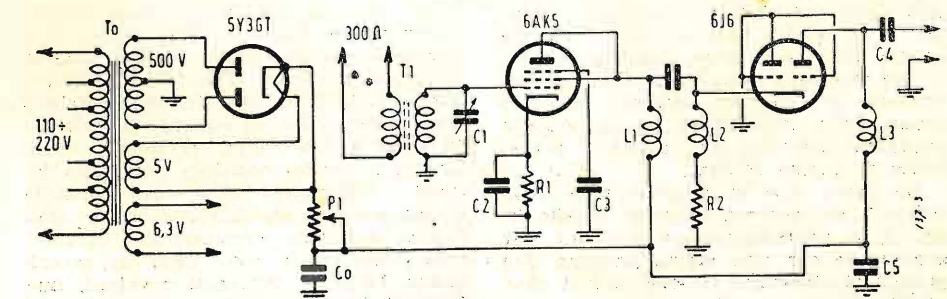 To
5Y3GT
500 V
110÷
220 V
5V
6,3V
P1
Co
300 Ω
T1
C1
6AK5
C2
R1
C3
L1
L2
R2
6J6
C4
L3
C5